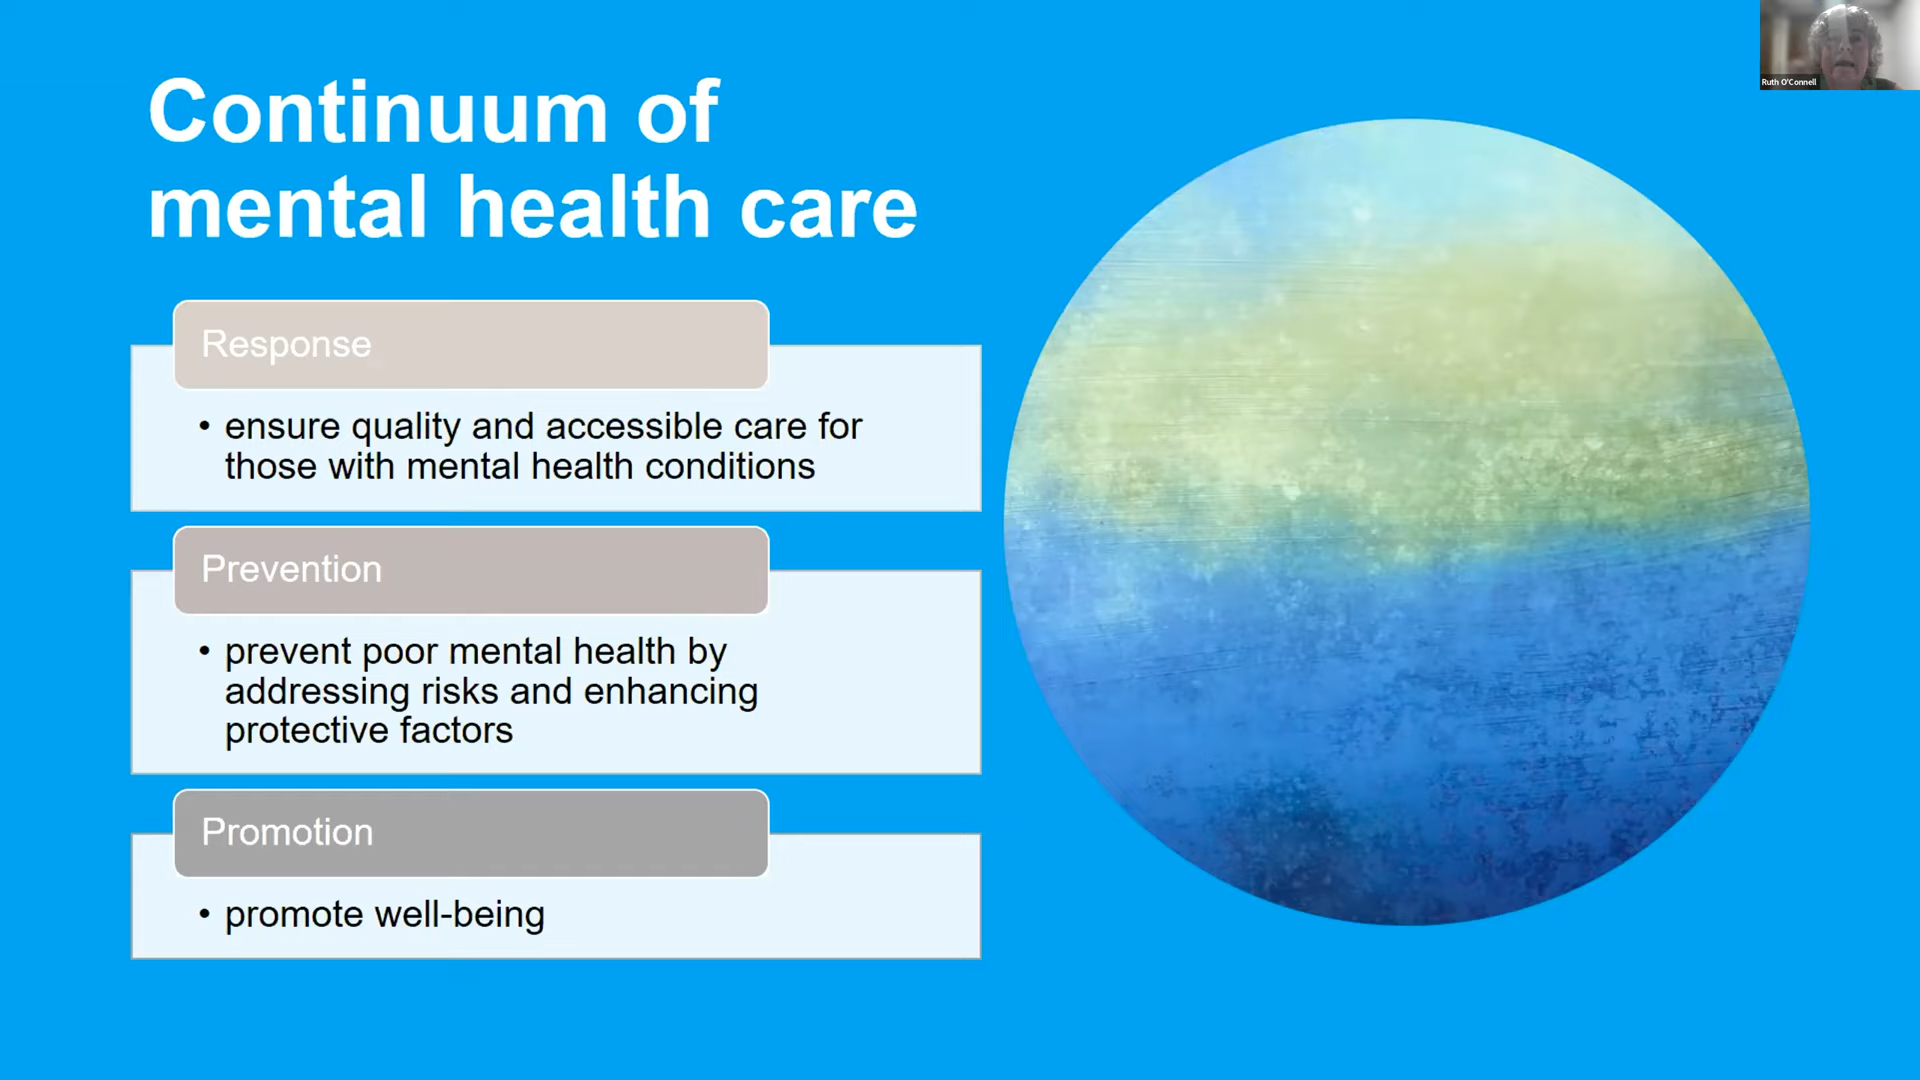 Continuum of
mental health care
Response
• ensure quality and accessible care for
those with mental health conditions
Prevention
• prevent poor mental health by
addressing risks and enhancing
protective factors
Promotion
• promote well-being
Ruth O'Connell